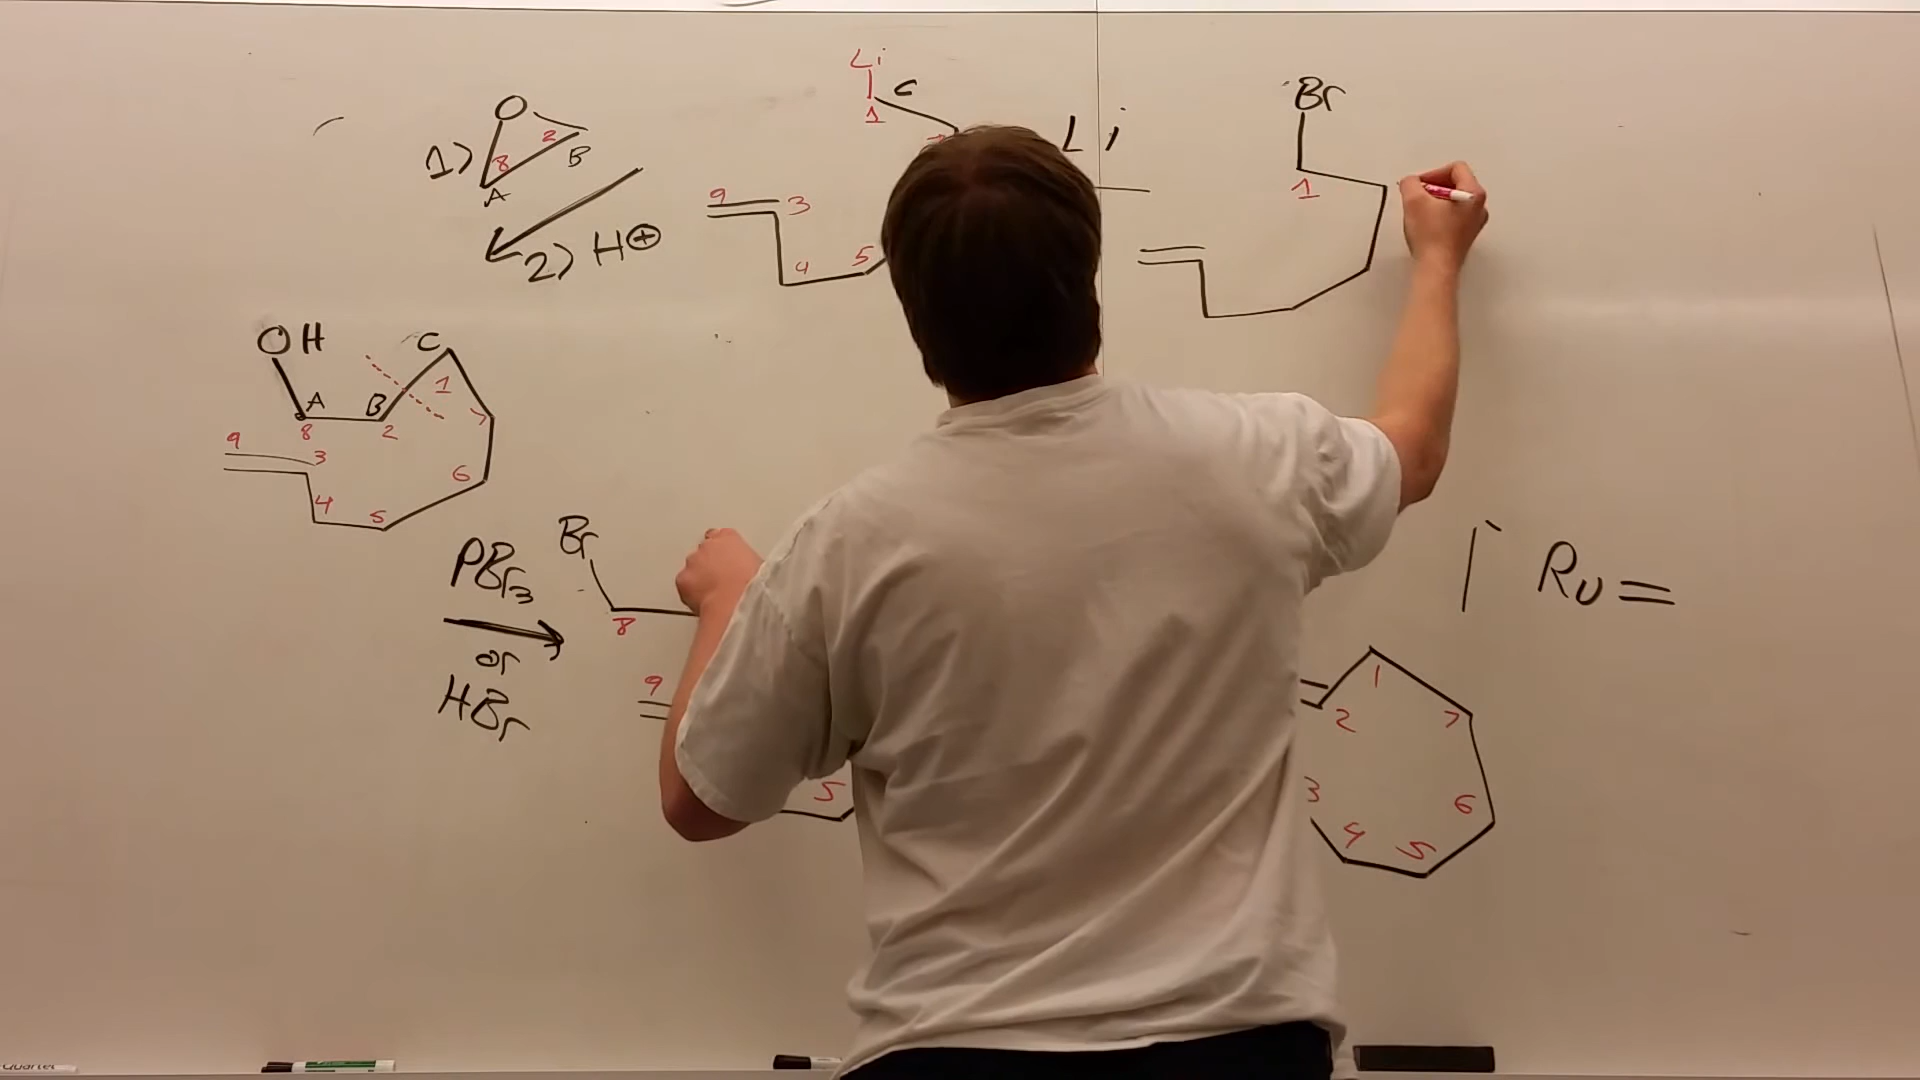 Li
C
1
Br
1
O
2
B
1) 8
A
Li
2) H⊕
9 3
4 5
OH
C
1
A B
8 2
7
9 3
6
4 5
PBr₃
or
HBr
Br
8
9
5
Ru=
1
2 7
3 6
4 5